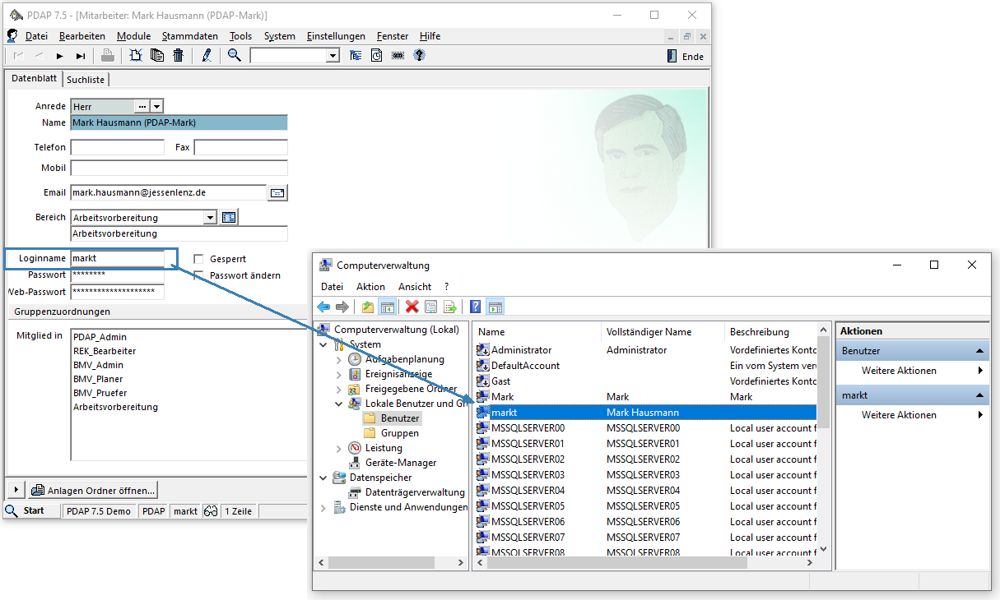 PDAP 7.5 - [Mitarbeiter: Mark Hausmann (PDAP-Mark)]
Datei Bearbeiten Module Stammdaten Tools System Einstellungen Fenster Hilfe
Ende
Datenblatt Suchliste
Anrede Herr
Name Mark Hausmann (PDAP-Mark)
Telefon Fax
Mobil
Email mark.hausmann@jessenlenz.de
Bereich Arbeitsvorbereitung
Arbeitsvorbereitung
Loginname markt Gesperrt
Passwort ******** Passwort ändern
Web-Passwort ********************
Gruppenzuordnungen
Mitglied in PDAP_Admin
REK_Bearbeiter
BMV_Admin
BMV_Planer
BMV_Pruefer
Arbeitsvorbereitung
Anlagen Ordner öffnen...
Start PDAP 7.5 Demo PDAP markt 1 Zeile
Computerverwaltung
Datei Aktion Ansicht ?
Computerverwaltung (Lokal)
System
Aufgabenplanung
Ereignisanzeige
Freigegebene Ordner
Lokale Benutzer und Gr
Benutzer
Gruppen
Leistung
Geräte-Manager
Datenspeicher
Datenträgerverwaltung
Dienste und Anwendungen
Name Vollständiger Name Beschreibung
Administrator Administrator Vordefiniertes Konto
DefaultAccount Ein vom System verv
Gast Vordefiniertes Konto
Mark Mark Mark
markt Mark Hausmann
MSSQLSERVER00 MSSQLSERVER00 Local user account f
MSSQLSERVER01 MSSQLSERVER01 Local user account f
MSSQLSERVER02 MSSQLSERVER02 Local user account f
MSSQLSERVER03 MSSQLSERVER03 Local user account f
MSSQLSERVER04 MSSQLSERVER04 Local user account f
MSSQLSERVER05 MSSQLSERVER05 Local user account f
MSSQLSERVER06 MSSQLSERVER06 Local user account f
MSSQLSERVER07 MSSQLSERVER07 Local user account f
MSSQLSERVER08 MSSQLSERVER08 Local user account f
Aktionen
Benutzer
Weitere Aktionen
markt
Weitere Aktionen